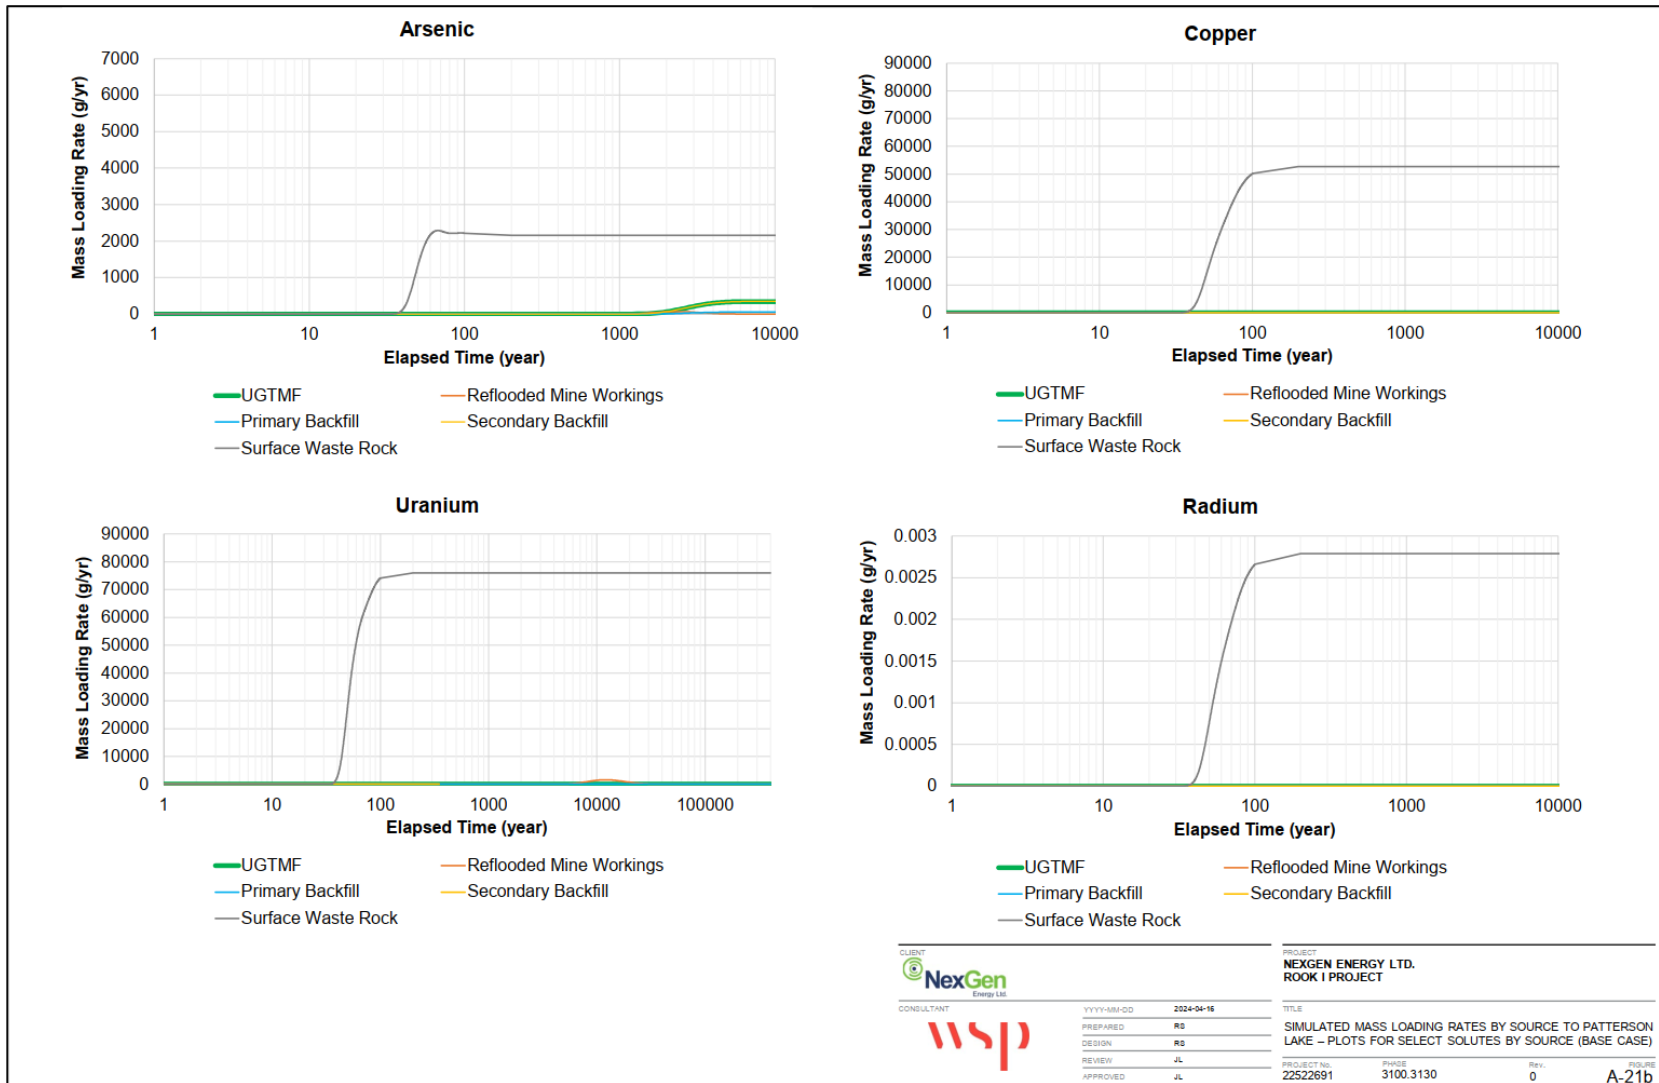 Arsenic
Mass Loading Rate (g/yr)
7000
6000
5000
4000
3000
2000
1000
0
1 10 100 1000 10000
Elapsed Time (year)
UGTMF Reflooded Mine Workings
Primary Backfill Secondary Backfill
Surface Waste Rock
Copper
Mass Loading Rate (g/yr)
90000
80000
70000
60000
50000
40000
30000
20000
10000
0
1 10 100 1000 10000
Elapsed Time (year)
UGTMF Reflooded Mine Workings
Primary Backfill Secondary Backfill
Surface Waste Rock
Uranium
Mass Loading Rate (g/yr)
90000
80000
70000
60000
50000
40000
30000
20000
10000
0
1 10 100 1000 10000 100000
Elapsed Time (year)
UGTMF Reflooded Mine Workings
Primary Backfill Secondary Backfill
Surface Waste Rock
Radium
Mass Loading Rate (g/yr)
0.003
0.0025
0.002
0.0015
0.001
0.0005
0
1 10 100 1000 10000
Elapsed Time (year)
UGTMF Reflooded Mine Workings
Primary Backfill Secondary Backfill
Surface Waste Rock
CLIENT
NexGen
Energy Ltd.
PROJECT
NEXGEN ENERGY LTD.
ROOK I PROJECT
CONSULTANT
wsp
YYYY-MM-DD 2024-04-16
PREPARED RS
DESIGN RS
REVIEW JL
APPROVED JL
TITLE
SIMULATED MASS LOADING RATES BY SOURCE TO PATTERSON
LAKE – PLOTS FOR SELECT SOLUTES BY SOURCE (BASE CASE)
PROJECT No. PHASE Rev. FIGURE
22522691 3100.3130 0 A-21b